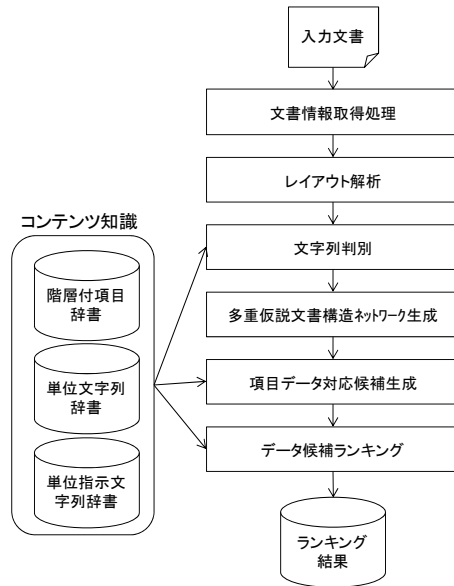 入力文書
文書情報取得処理
レイアウト解析
コンテンツ知識
文字列判別
階層付項目
辞書
多重仮説文書構造ネットワーク生成
単位文字列
辞書
項目データ対応候補生成
データ候補ランキング
単位指示文
字列辞書
ランキング
結果